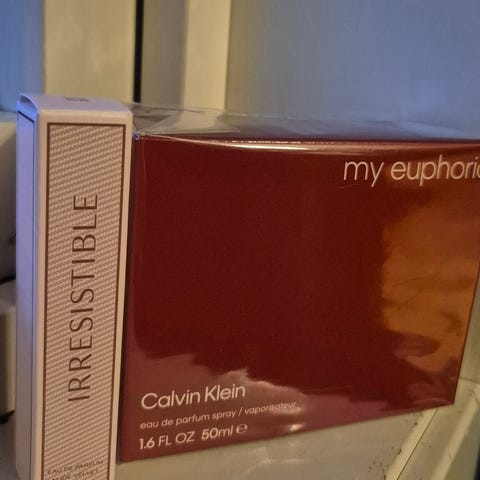 IRRESISTIBLE
EAU DE PARFUM
my euphoria
Calvin Klein
eau de parfum spray / vaporisateur
1.6 FL OZ 50ml ℮